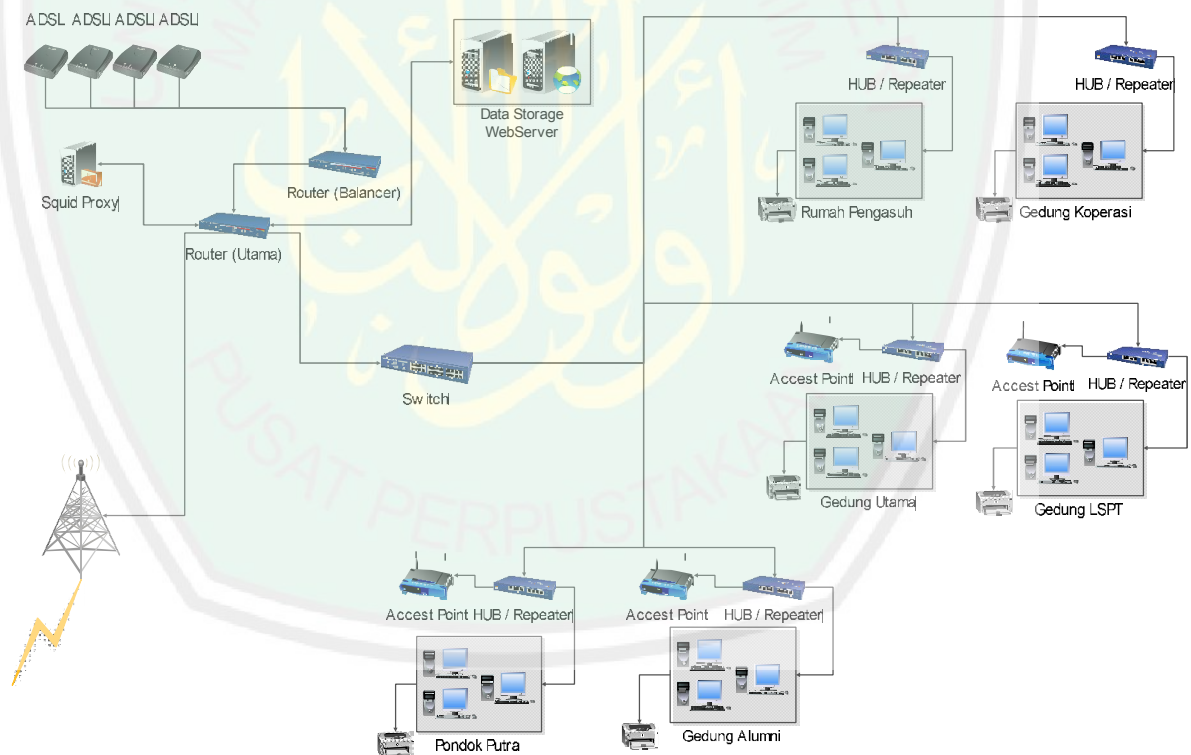 ADSL ADSL ADSL ADSL
Data Storage
WebServer
HUB / Repeater
HUB / Repeater
Router (Balancer)
Squid Proxy
Rumah Pengasuh
Gedung Koperasi
Router (Utama)
Accest Point HUB / Repeater
Accest Point HUB / Repeater
Switch
Gedung Utama
Gedung LSPT
PUSAT PERPUSTAKAAN
Accest Point HUB / Repeater
Accest Point HUB / Repeater
Pondok Putra
Gedung Alumni